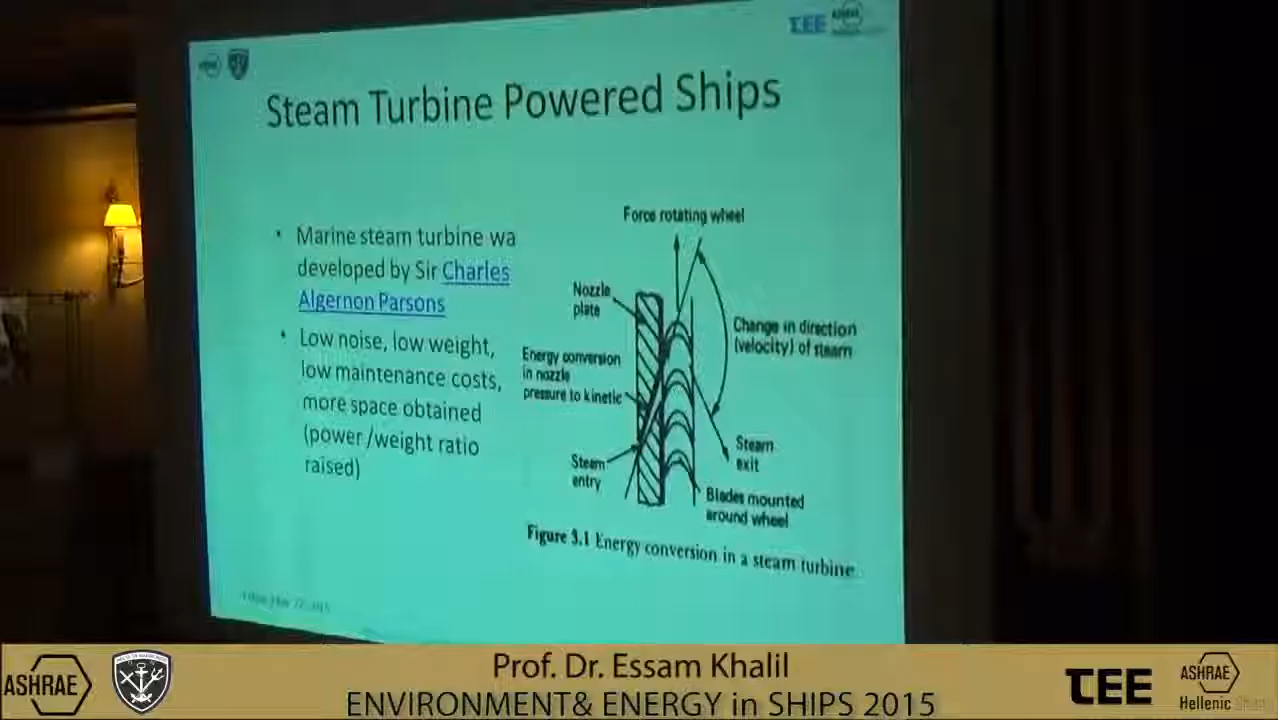 TEE
ASHRAE
Steam Turbine Powered Ships
• Marine steam turbine wa
developed by Sir Charles
Algernon Parsons
• Low noise, low weight,
low maintenance costs,
more space obtained
(power /weight ratio
raised)
Force rotating wheel
Nozzle
plate
Change in direction
(velocity) of steam
Energy conversion
in nozzle
pressure to kinetic
Steam
exit
Steam
entry
Blades mounted
around wheel
Figure 3.1 Energy conversion in a steam turbine
ASHRAE
Prof. Dr. Essam Khalil
ENVIRONMENT& ENERGY in SHIPS 2015
TEE
ASHRAE
Hellenic